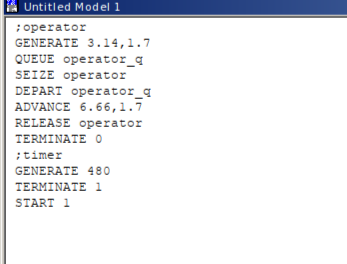 Untitled Model 1
;operator
GENERATE 3.14,1.7
QUEUE operator_q
SEIZE operator
DEPART operator_q
ADVANCE 6.66,1.7
RELEASE operator
TERMINATE 0
;timer
GENERATE 480
TERMINATE 1
START 1